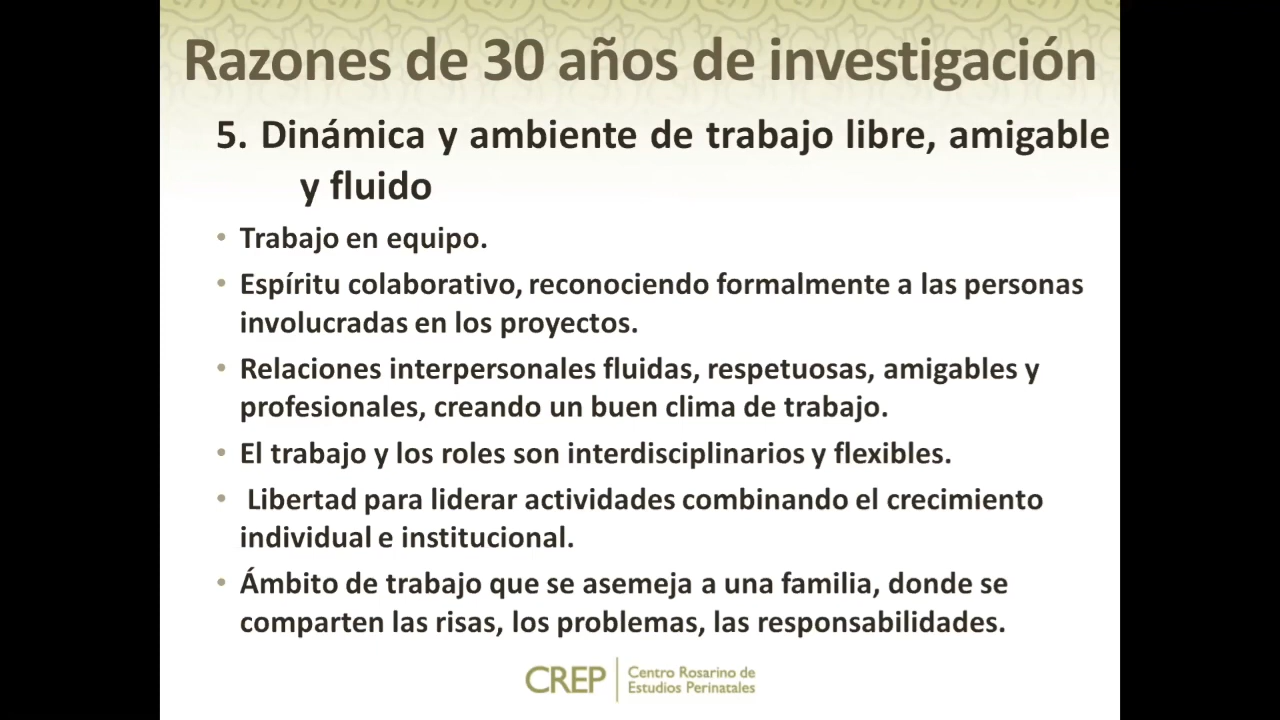 Razones de 30 años de investigación
5. Dinámica y ambiente de trabajo libre, amigable
y fluido
• Trabajo en equipo.
• Espíritu colaborativo, reconociendo formalmente a las personas
involucradas en los proyectos.
• Relaciones interpersonales fluidas, respetuosas, amigables y
profesionales, creando un buen clima de trabajo.
• El trabajo y los roles son interdisciplinarios y flexibles.
• Libertad para liderar actividades combinando el crecimiento
individual e institucional.
• Ámbito de trabajo que se asemeja a una familia, donde se
comparten las risas, los problemas, las responsabilidades.
CREP
Centro Rosarino de
Estudios Perinatales